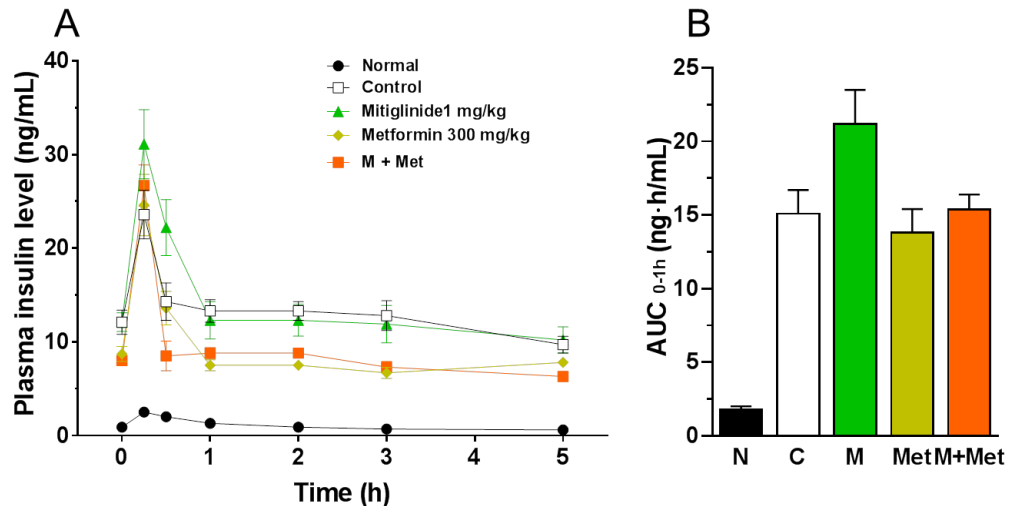 A
Plasma insulin level (ng/mL)
40
30
20
10
0
0
1
2
3
4
5
Time (h)
Normal
Control
Mitiglinide1 mg/kg
Metformin 300 mg/kg
M + Met
B
AUC 0-1h (ng·h/mL)
25
20
15
10
5
0
N
C
M
Met
M+Met